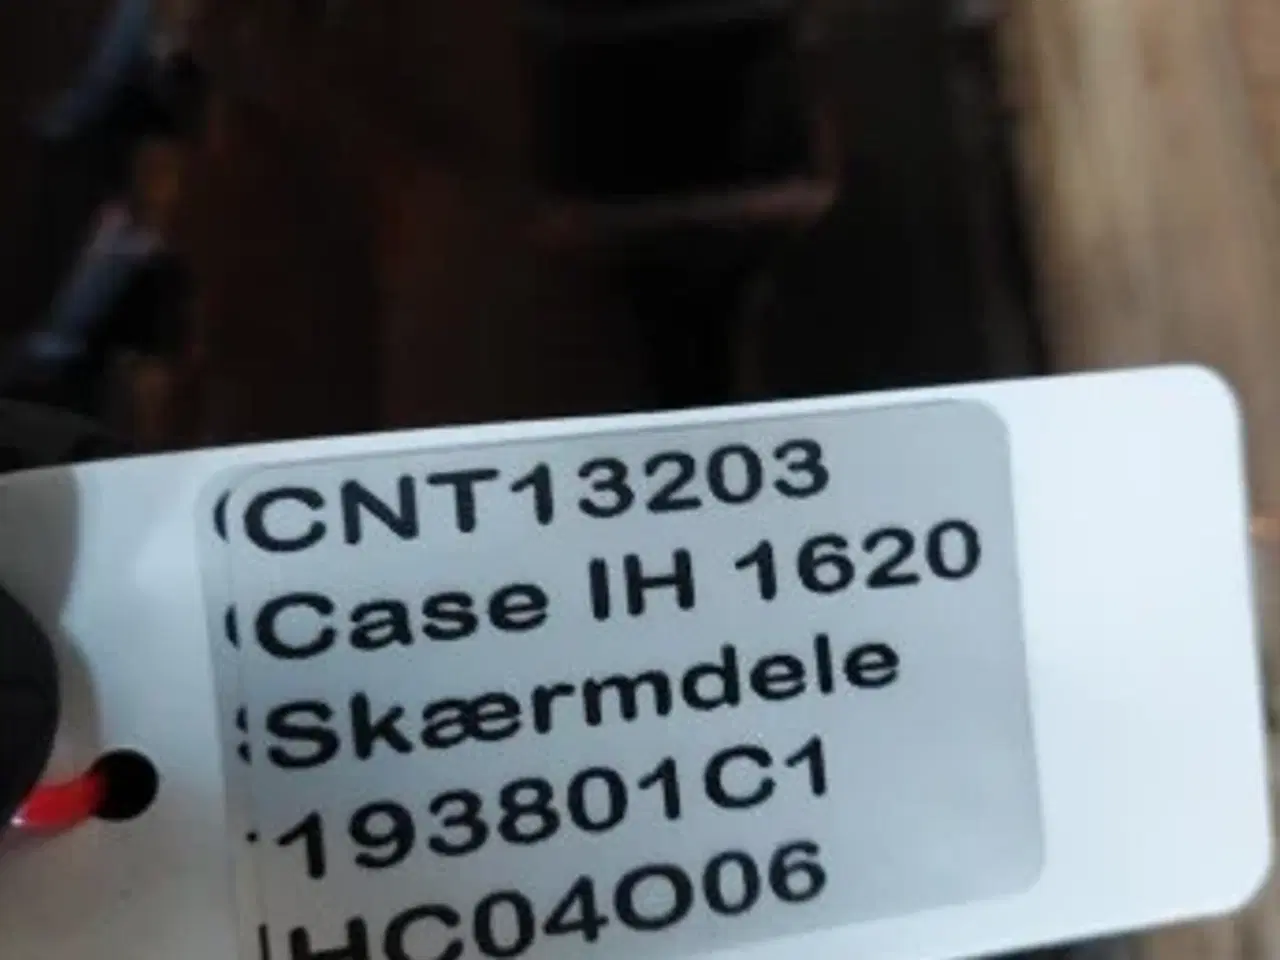 CNT13203
Case IH 1620
Skærmdele
193801C1
HC04O06